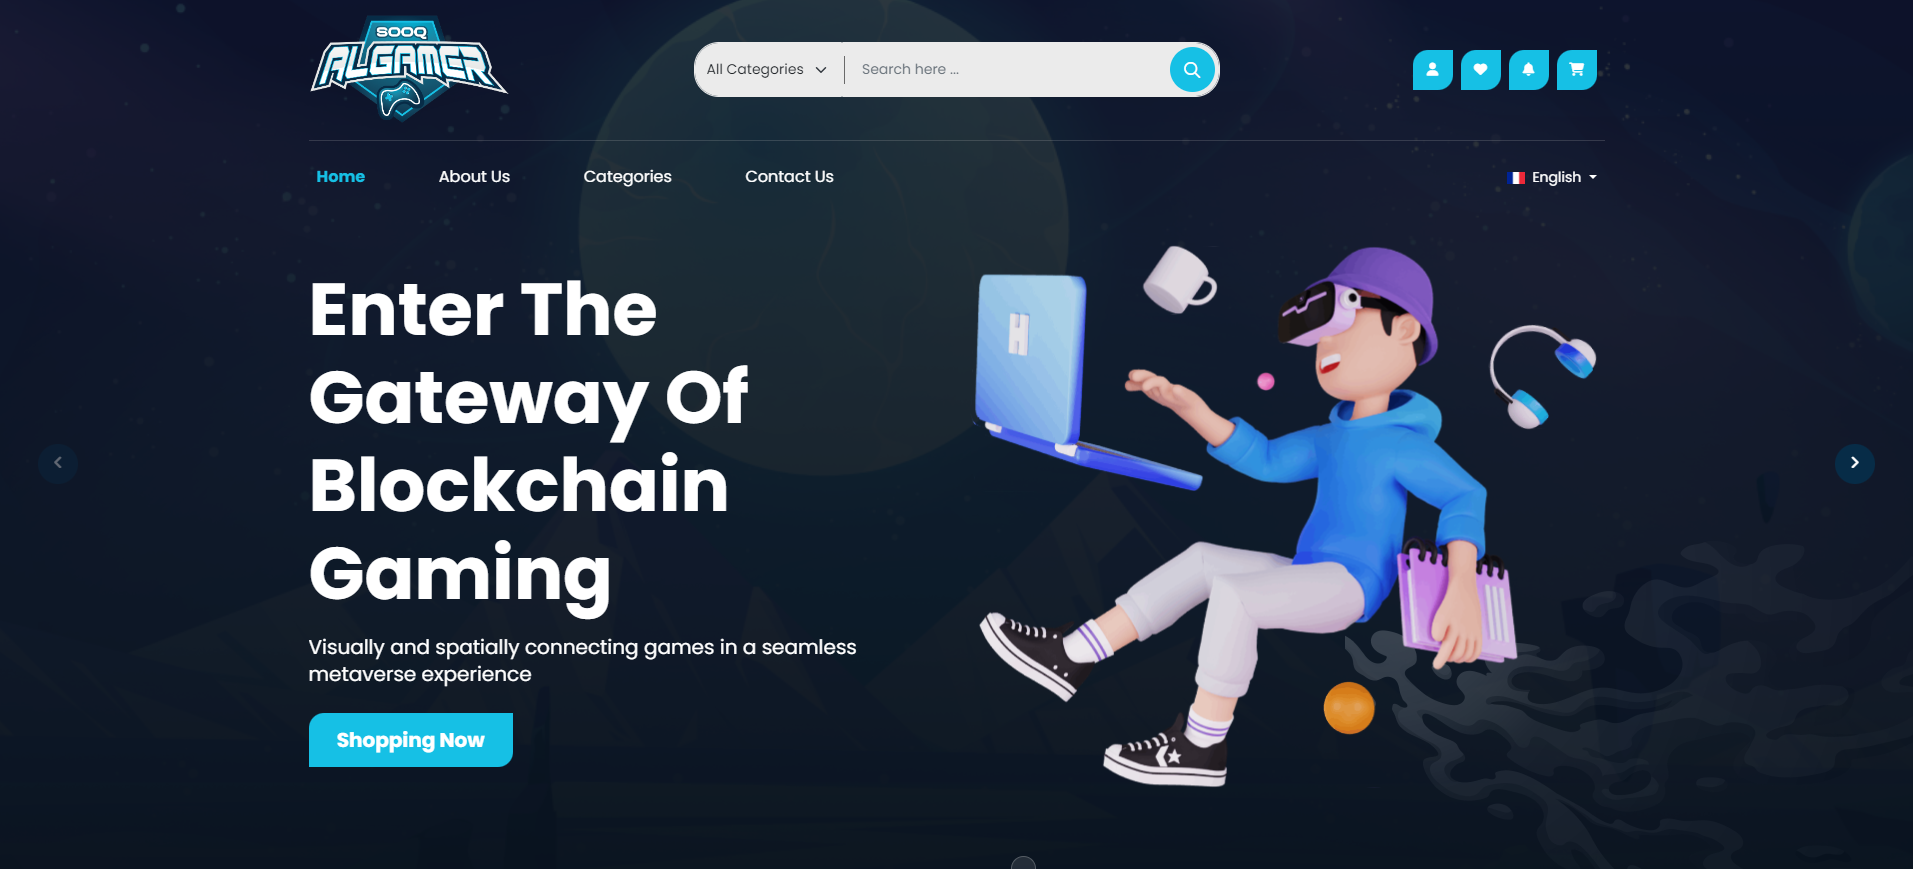 SOOQ
ALGAMER
All Categories
Search here ...
Home
About Us
Categories
Contact Us
English
Enter The
Gateway Of
Blockchain
Gaming
Visually and spatially connecting games in a seamless
metaverse experience
Shopping Now
H